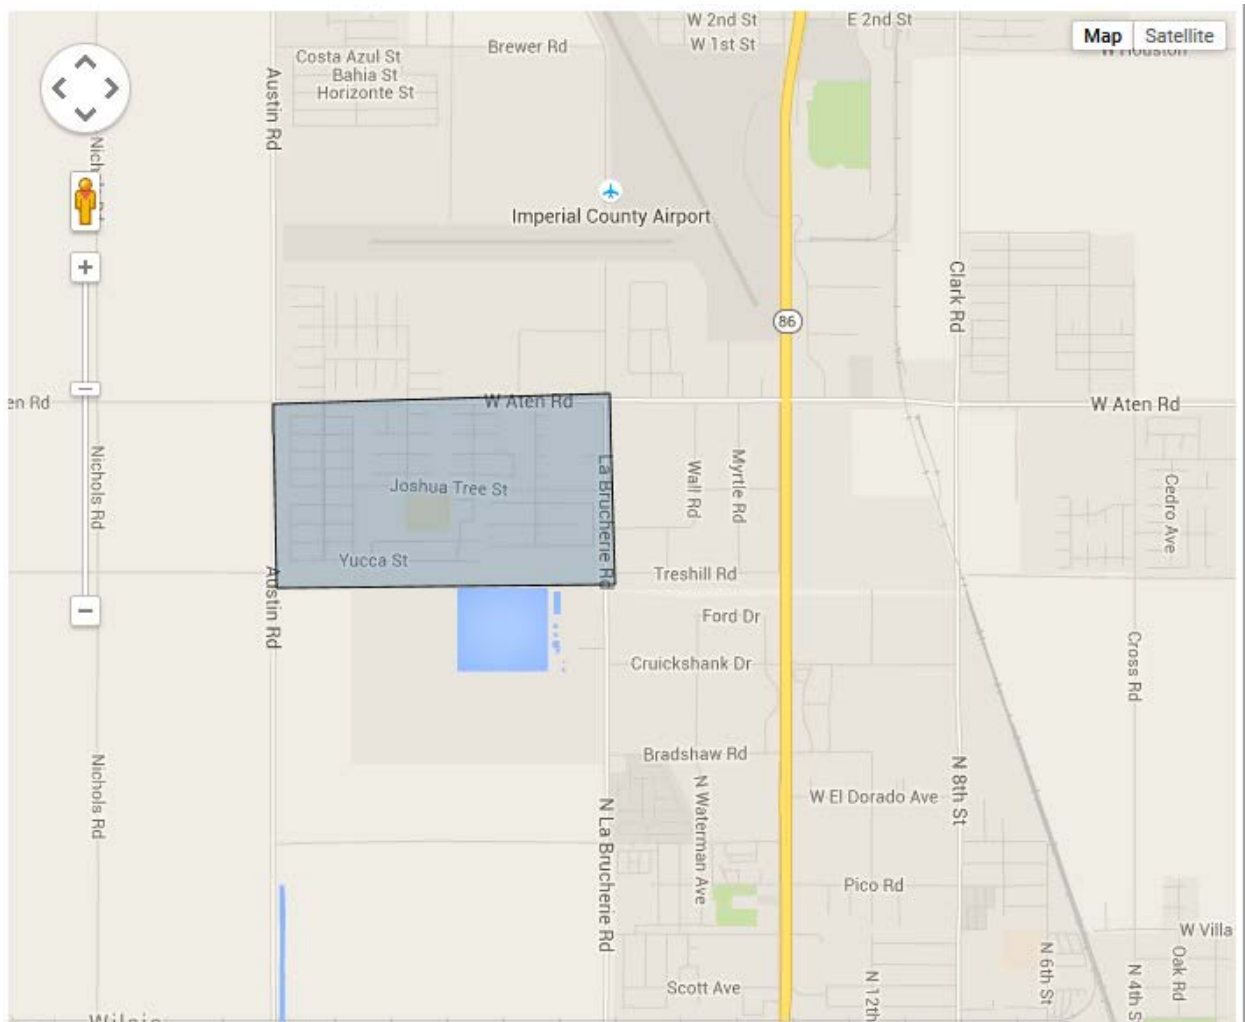 W 2nd St
E 2nd St
Brewer Rd
W 1st St
Map
Satellite
Costa Azul St
W Houston
Bahia St
Horizonte St
Austin Rd
Imperial County Airport
Clark Rd
86
en Rd
W Aten Rd
W Aten Rd
Nichols Rd
Joshua Tree St
La Brucherie Rd
Wall Rd
Myrtle Rd
Cedro Ave
Yucca St
Treshill Rd
Austin Rd
Ford Dr
Cruickshank Dr
Cross Rd
Bradshaw Rd
Nichols Rd
N Waterman Ave
W El Dorado Ave
N 8th St
N La Brucherie Rd
Pico Rd
W Villa
Scott Ave
N 12th
N 6th St
N 4th S
Oak Rd